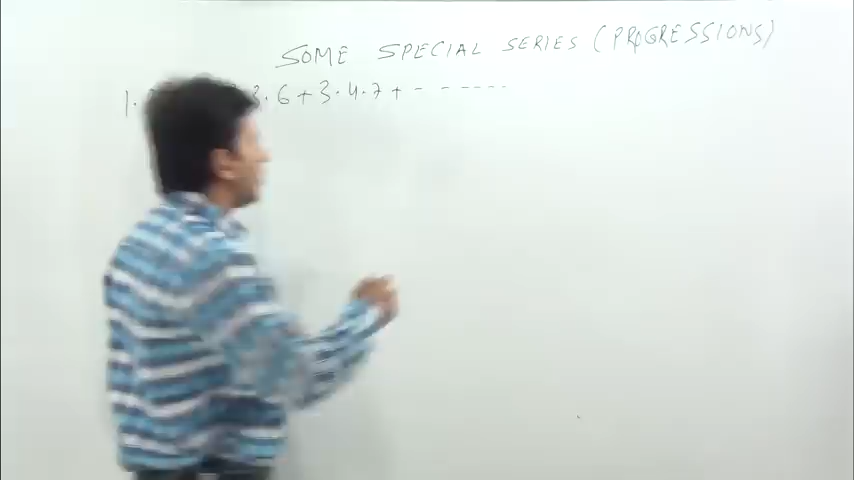 SOME SPECIAL SERIES (PROGRESSIONS)
1. 3.6+3.4.7+ - - - - - - -